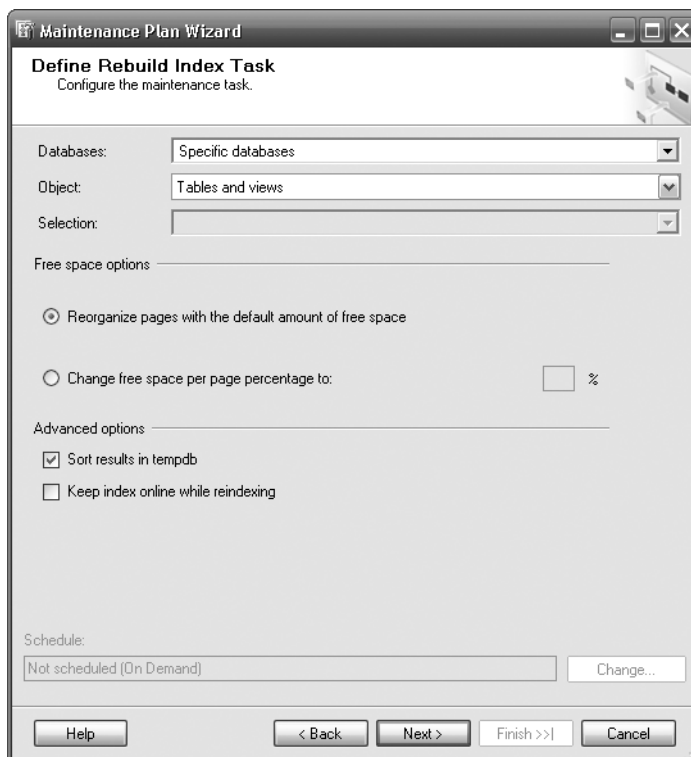 Maintenance Plan Wizard
Define Rebuild Index Task
Configure the maintenance task.
Databases: Specific databases
Object: Tables and views
Selection:
Free space options
Reorganize pages with the default amount of free space
Change free space per page percentage to: %
Advanced options
Sort results in tempdb
Keep index online while reindexing
Schedule:
Not scheduled (On Demand) Change...
Help < Back Next > Finish >>| Cancel